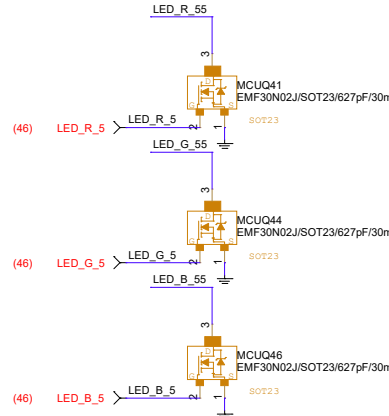 LED_R_55
3
MCUQ41
EMF30N02J/SOT23/627pF/30m
D
G
S
SOT23
(46) LED_R_5 LED_R_5
2
1
LED_G_55
3
MCUQ44
EMF30N02J/SOT23/627pF/30m
D
G
S
SOT23
(46) LED_G_5 LED_G_5
2
1
LED_B_55
3
MCUQ46
EMF30N02J/SOT23/627pF/30m
D
G
S
SOT23
(46) LED_B_5 LED_B_5
2
1